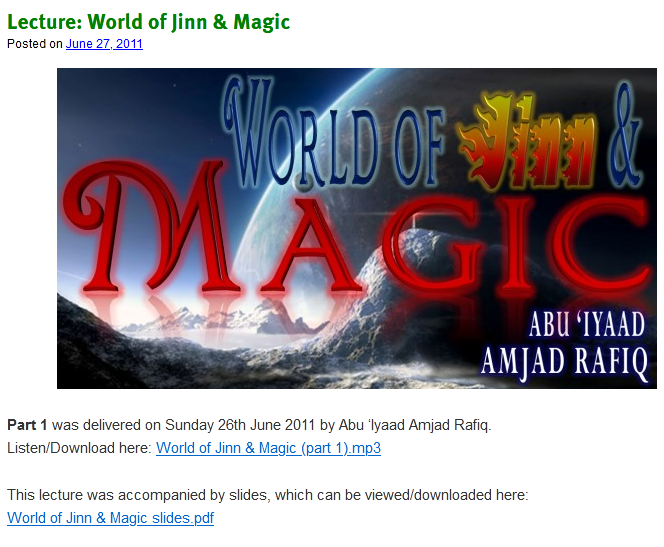 Lecture: World of Jinn & Magic
Posted on June 27, 2011
WORLD OF Jinn &
MAGIC
ABU ‘IYAAD
AMJAD RAFIQ
Part 1 was delivered on Sunday 26th June 2011 by Abu ‘Iyaad Amjad Rafiq.
Listen/Download here: World of Jinn & Magic (part 1).mp3
This lecture was accompanied by slides, which can be viewed/downloaded here:
World of Jinn & Magic slides.pdf